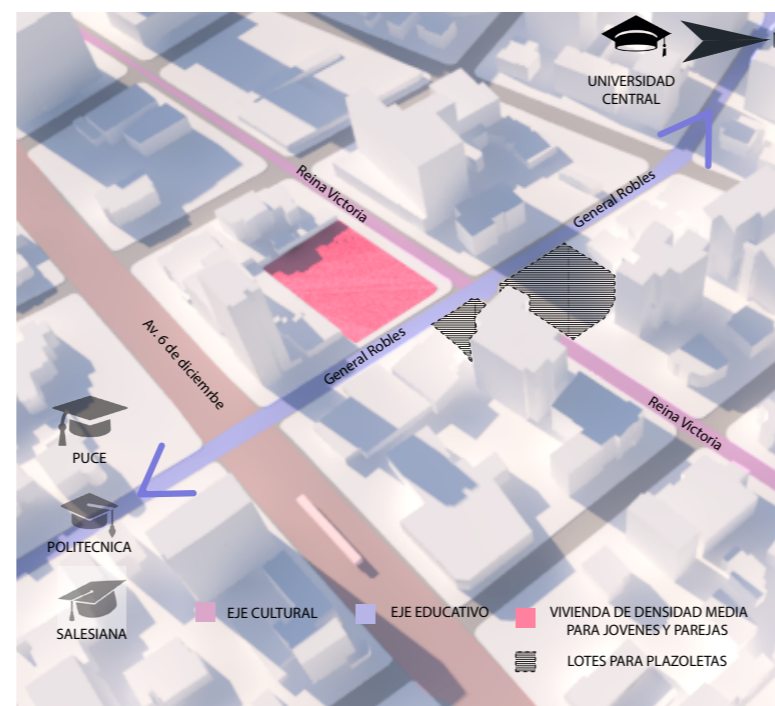 UNIVERSIDAD
CENTRAL
Reina Victoria
General Robles
Av. 6 de diciemrbe
General Robles
Reina Victoria
PUCE
POLITECNICA
SALESIANA
EJE CULTURAL
EJE EDUCATIVO
VIVIENDA DE DENSIDAD MEDIA
PARA JOVENES Y PAREJAS
LOTES PARA PLAZOLETAS